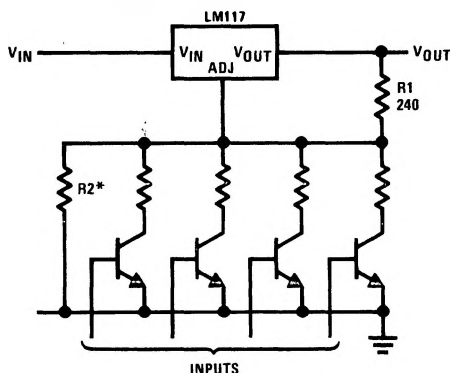 LM117
VIN
VIN
VOUT
VOUT
ADJ
R1
240
R2*
INPUTS